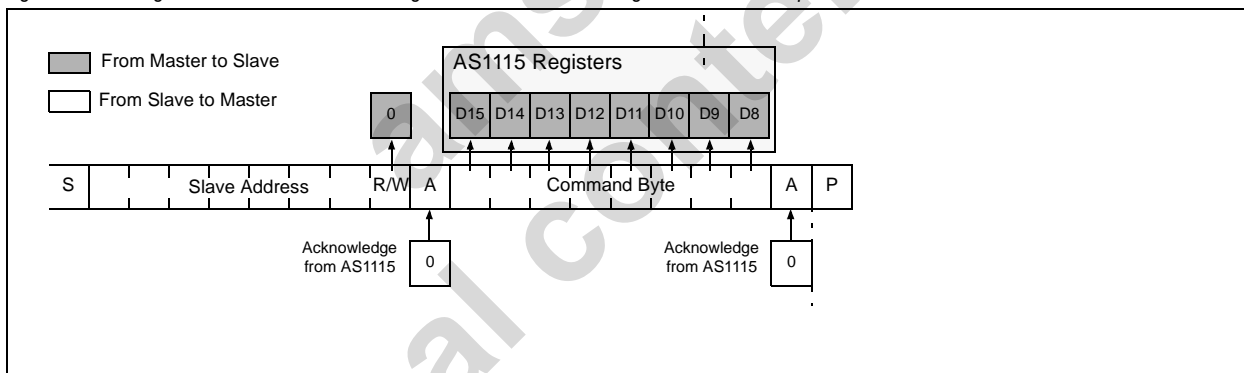 From Master to Slave
From Slave to Master
AS1115 Registers
0
D15 D14 D13 D12 D11 D10 D9 D8
S Slave Address R/W A Command Byte A P
Acknowledge
from AS1115
0
Acknowledge
from AS1115
0